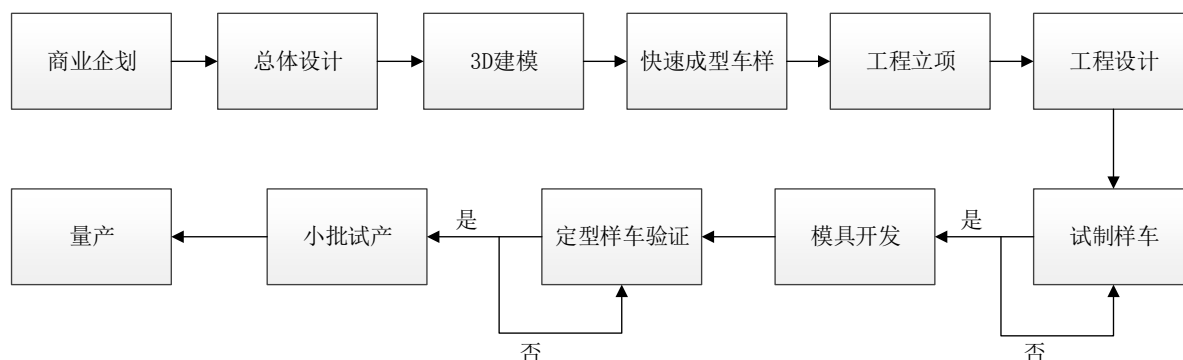 商业企划
总体设计
3D建模
快速成型车样
工程立项
工程设计
量产
小批试产
是
定型样车验证
模具开发
是
试制样车
否
否